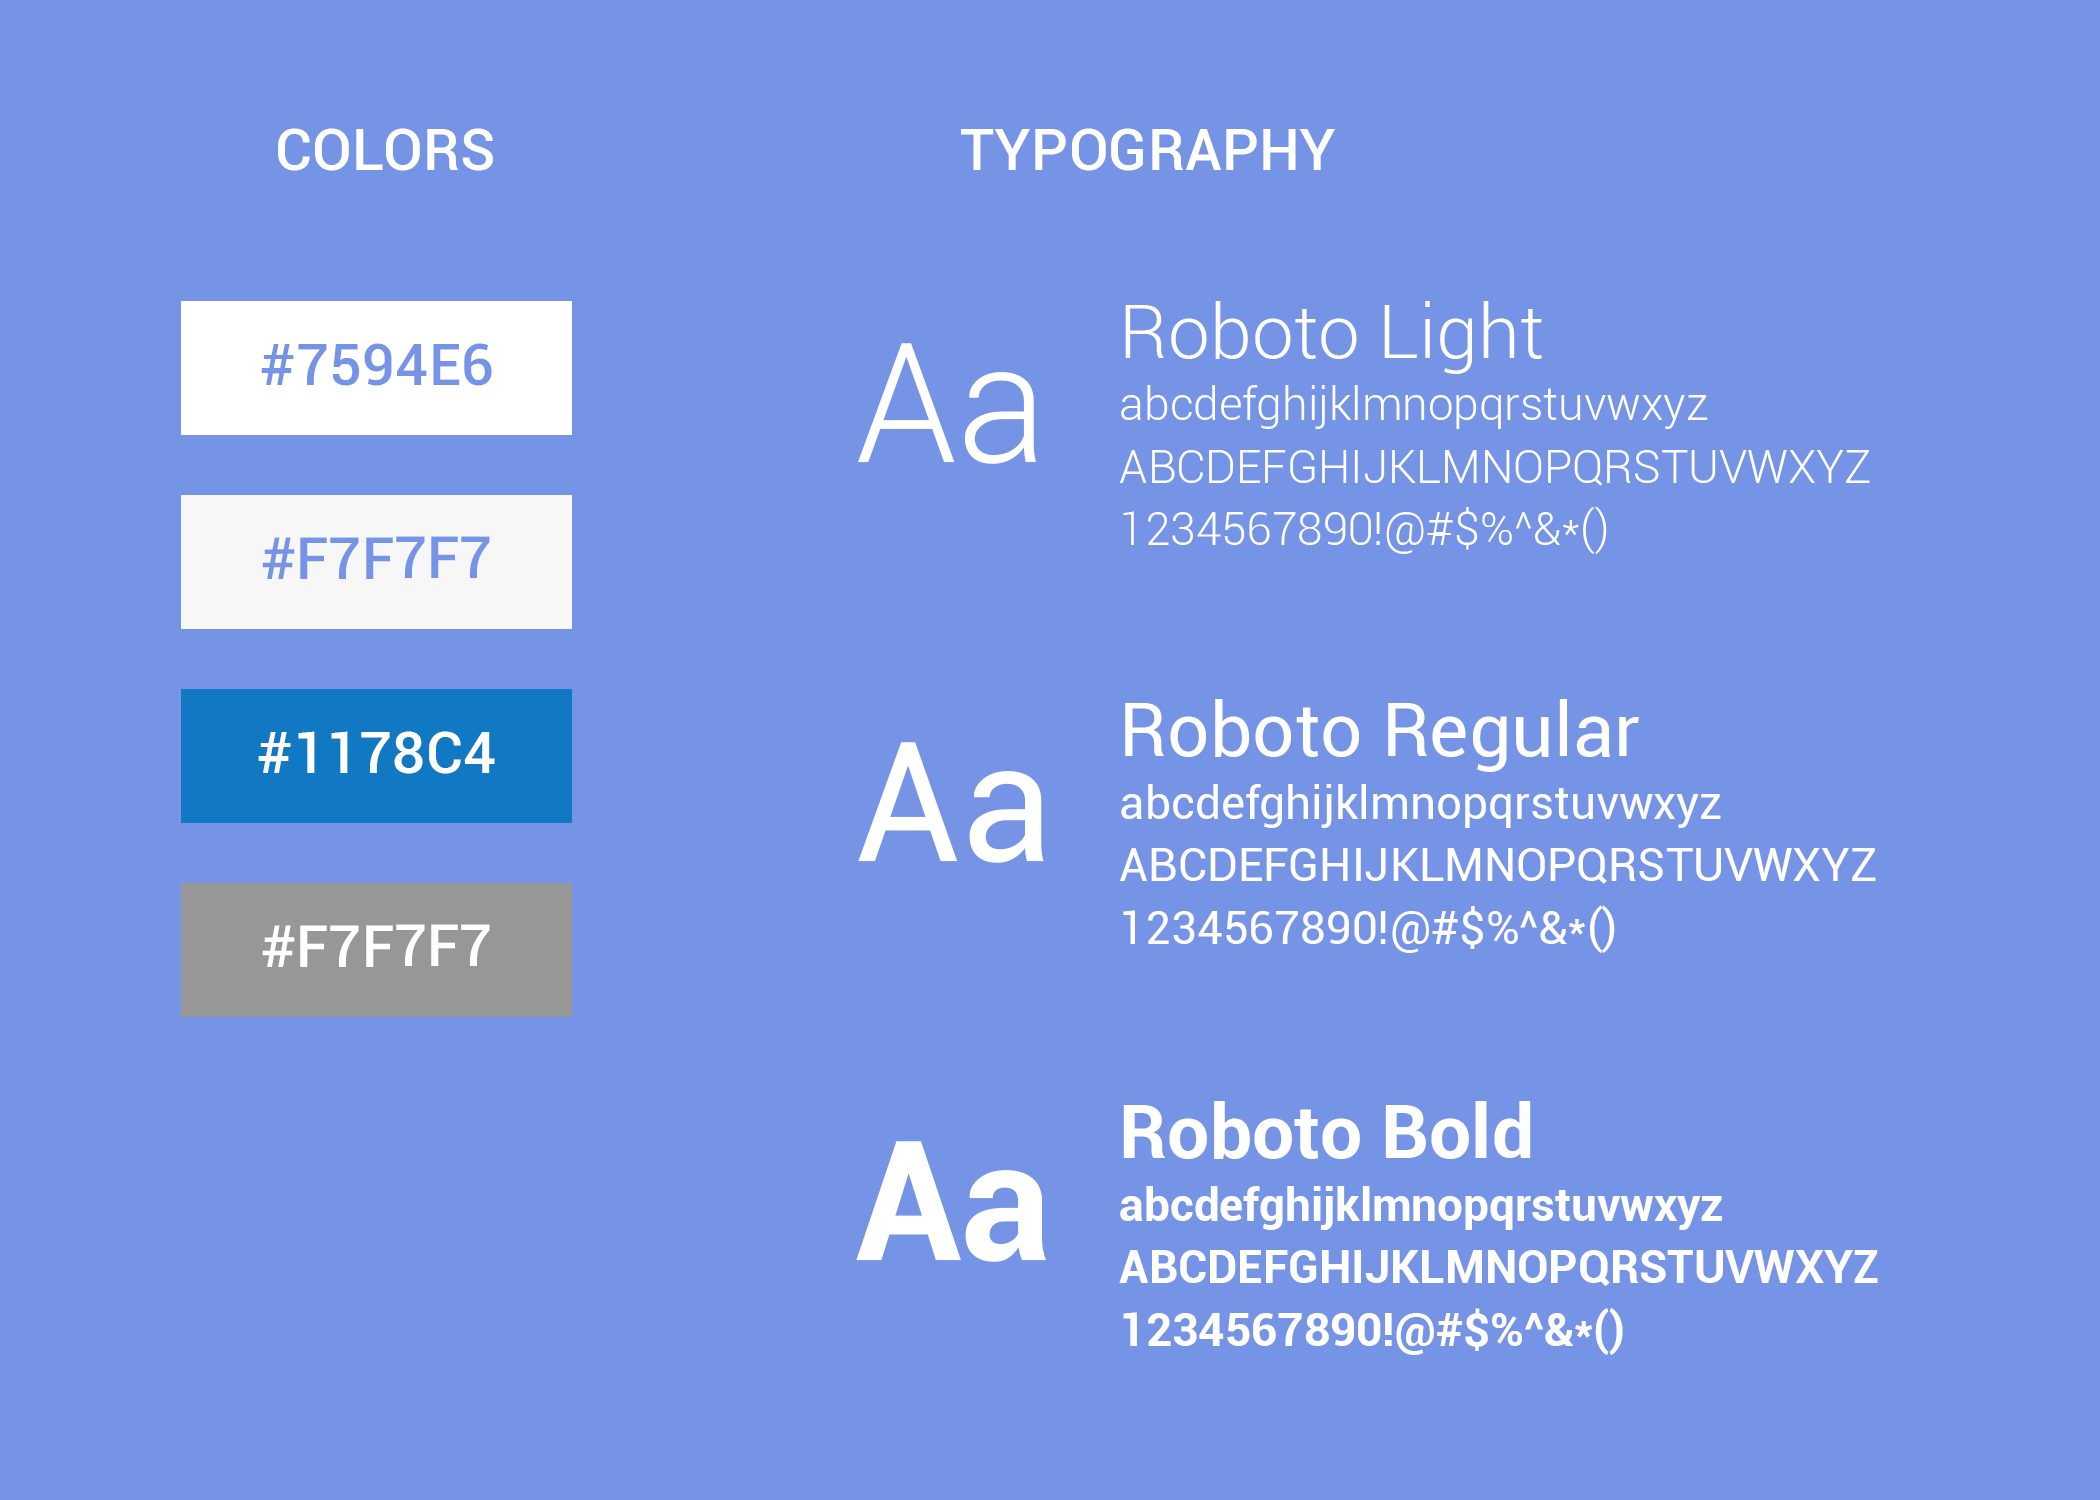 COLORS
#7594E6
#F7F7F7
#1178C4
#F7F7F7
TYPOGRAPHY
Aa
Roboto Light
abcdefghijklmnopqrstuvwxyz
ABCDEFGHIJKLMNOPQRSTUVWXYZ
1234567890!@#$%^&*()
Aa
Roboto Regular
abcdefghijklmnopqrstuvwxyz
ABCDEFGHIJKLMNOPQRSTUVWXYZ
1234567890!@#$%^&*()
Aa
Roboto Bold
abcdefghijklmnopqrstuvwxyz
ABCDEFGHIJKLMNOPQRSTUVWXYZ
1234567890!@#$%^&*()